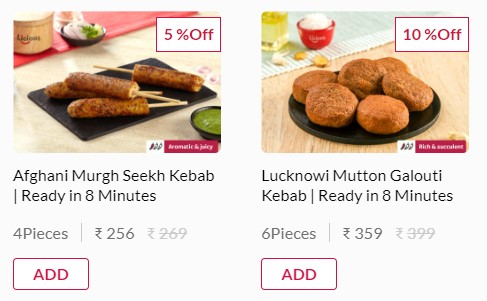 Licious
5 %Off
Aromatic & juicy
Afghani Murgh Seekh Kebab
| Ready in 8 Minutes
4Pieces | ₹ 256 ₹ 269
ADD
Licious
10 %Off
Rich & succulent
Lucknowi Mutton Galouti
Kebab | Ready in 8 Minutes
6Pieces | ₹ 359 ₹ 399
ADD